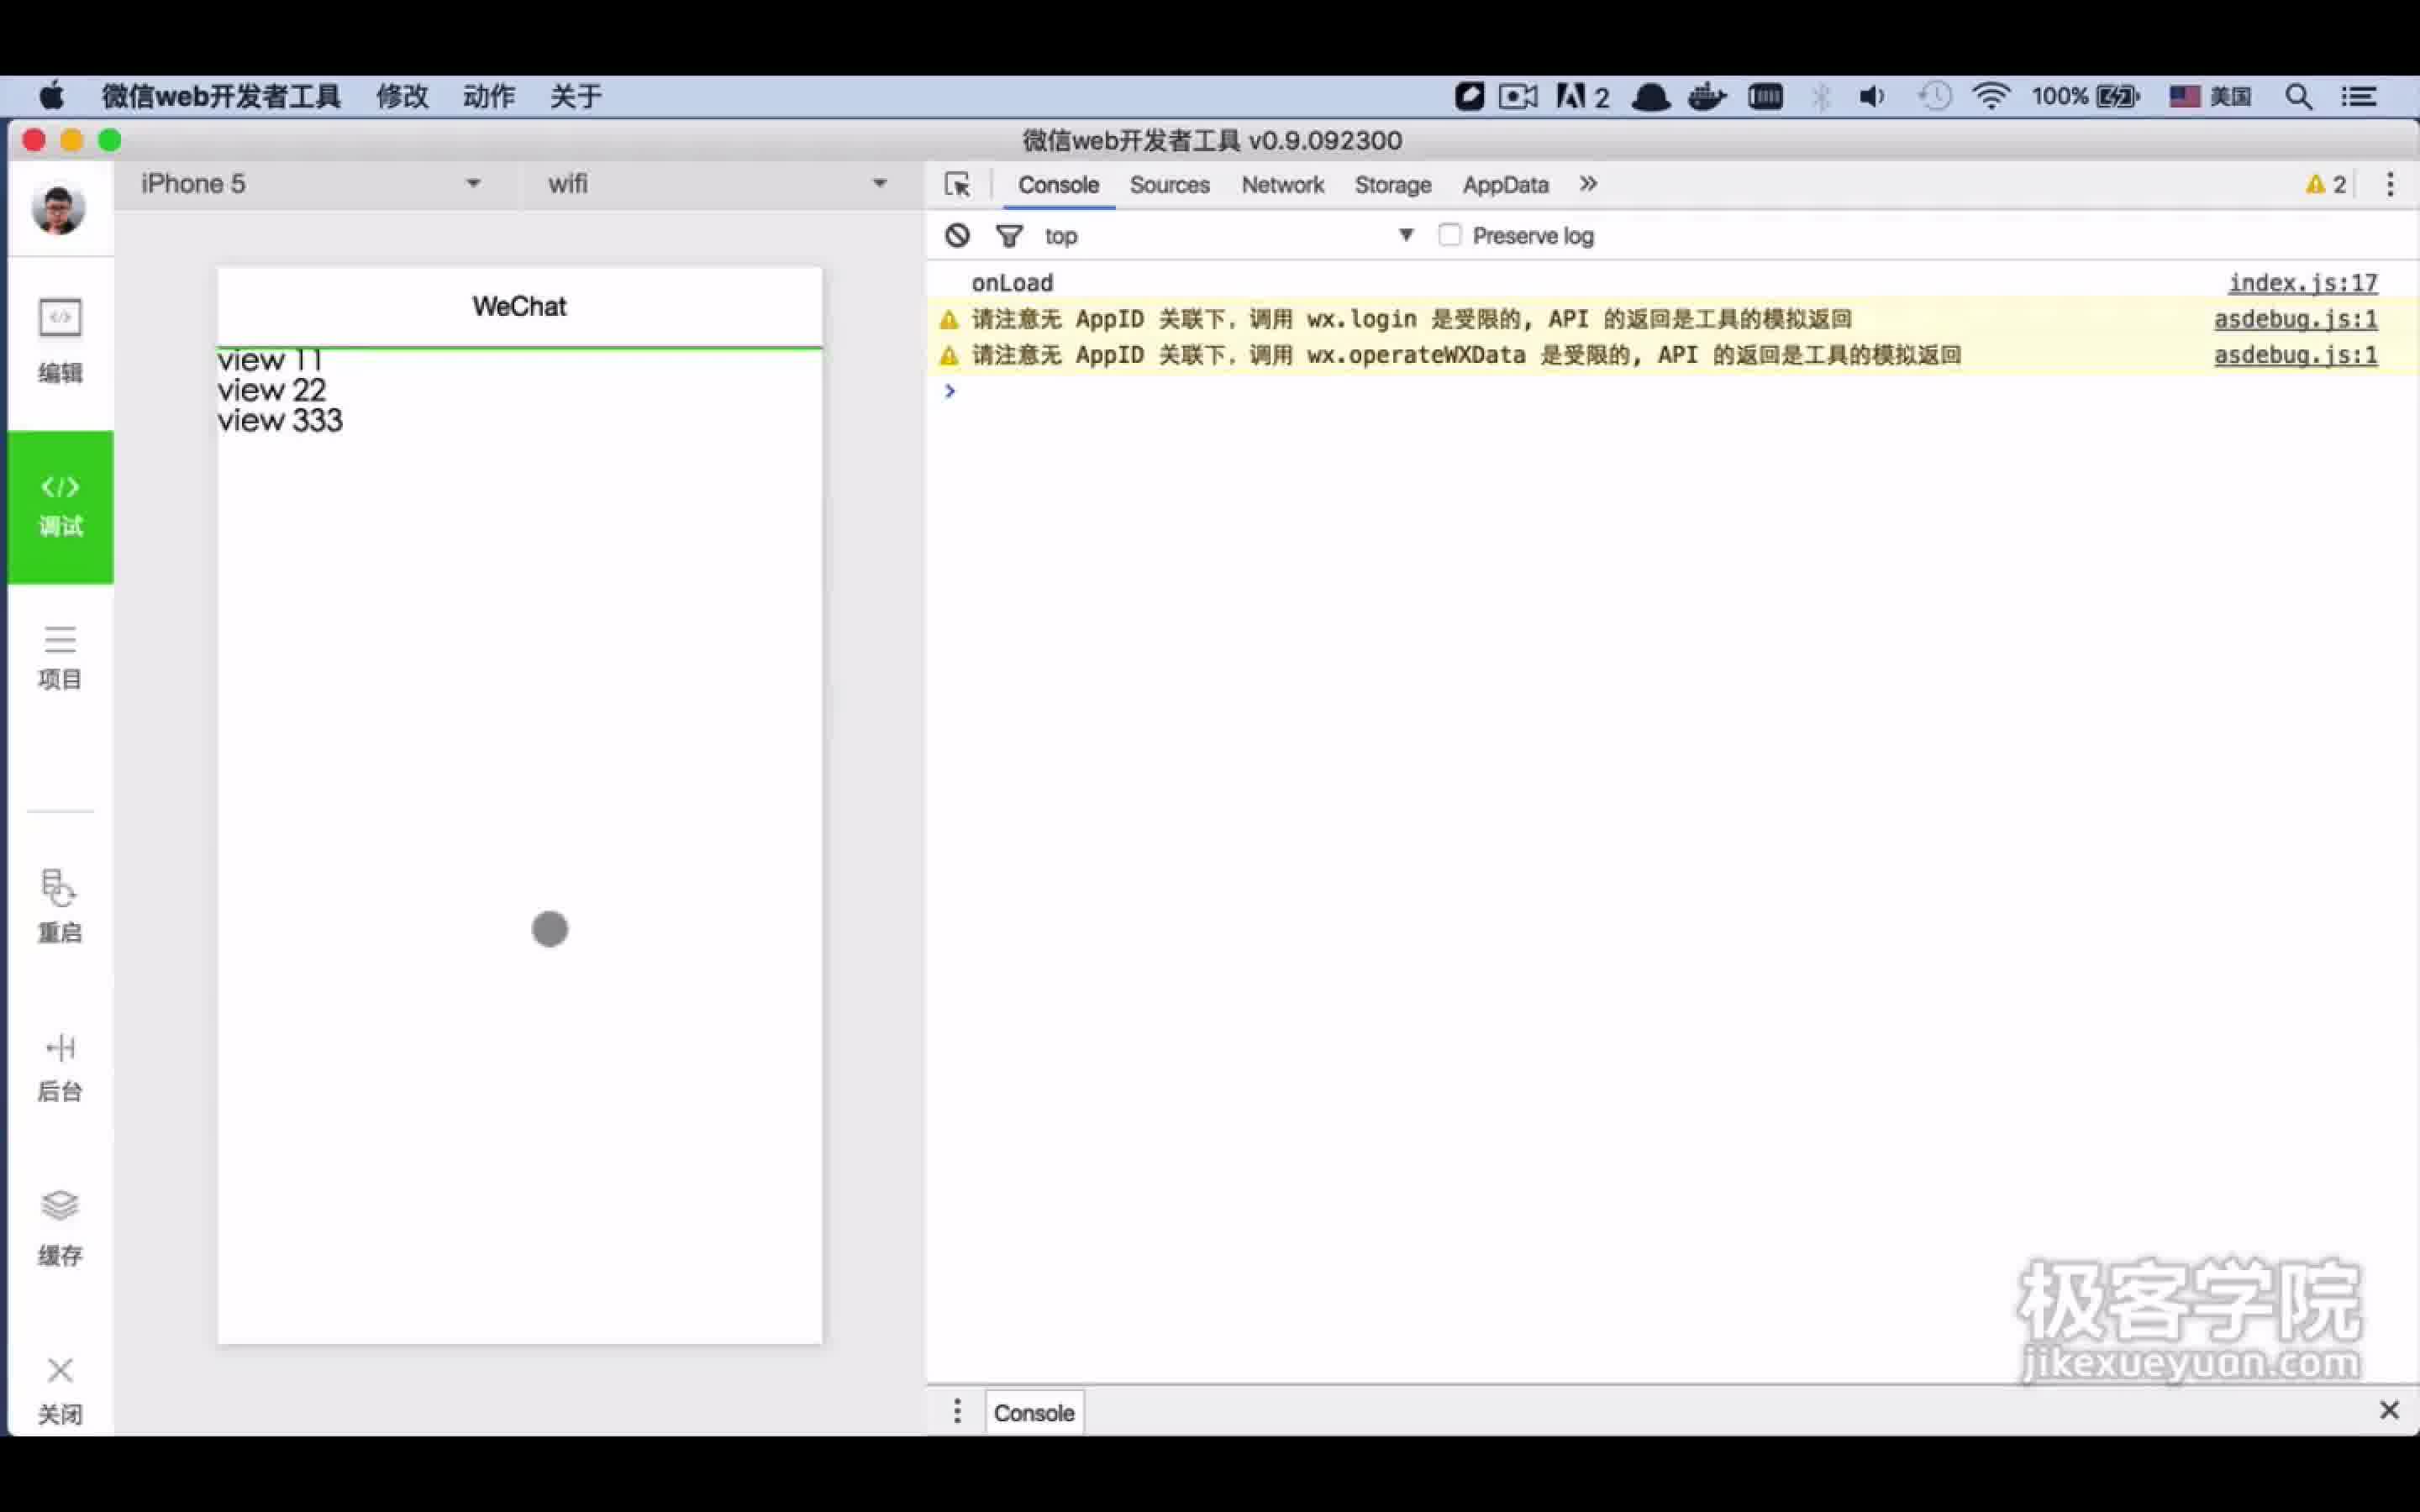 微信web开发者工具 修改 动作 关于 2 100% 美国
微信web开发者工具 v0.9.092300
iPhone 5 wifi
Console Sources Network Storage AppData 2
top Preserve log
编辑
调试
项目
重启
后台
缓存
关闭
WeChat
view 11
view 22
view 333
onLoad index.js:17
请注意无 AppID 关联下，调用 wx.login 是受限的, API 的返回是工具的模拟返回 asdebug.js:1
请注意无 AppID 关联下，调用 wx.operateWXData 是受限的, API 的返回是工具的模拟返回 asdebug.js:1
极客学院
jikexueyuan.com
Console